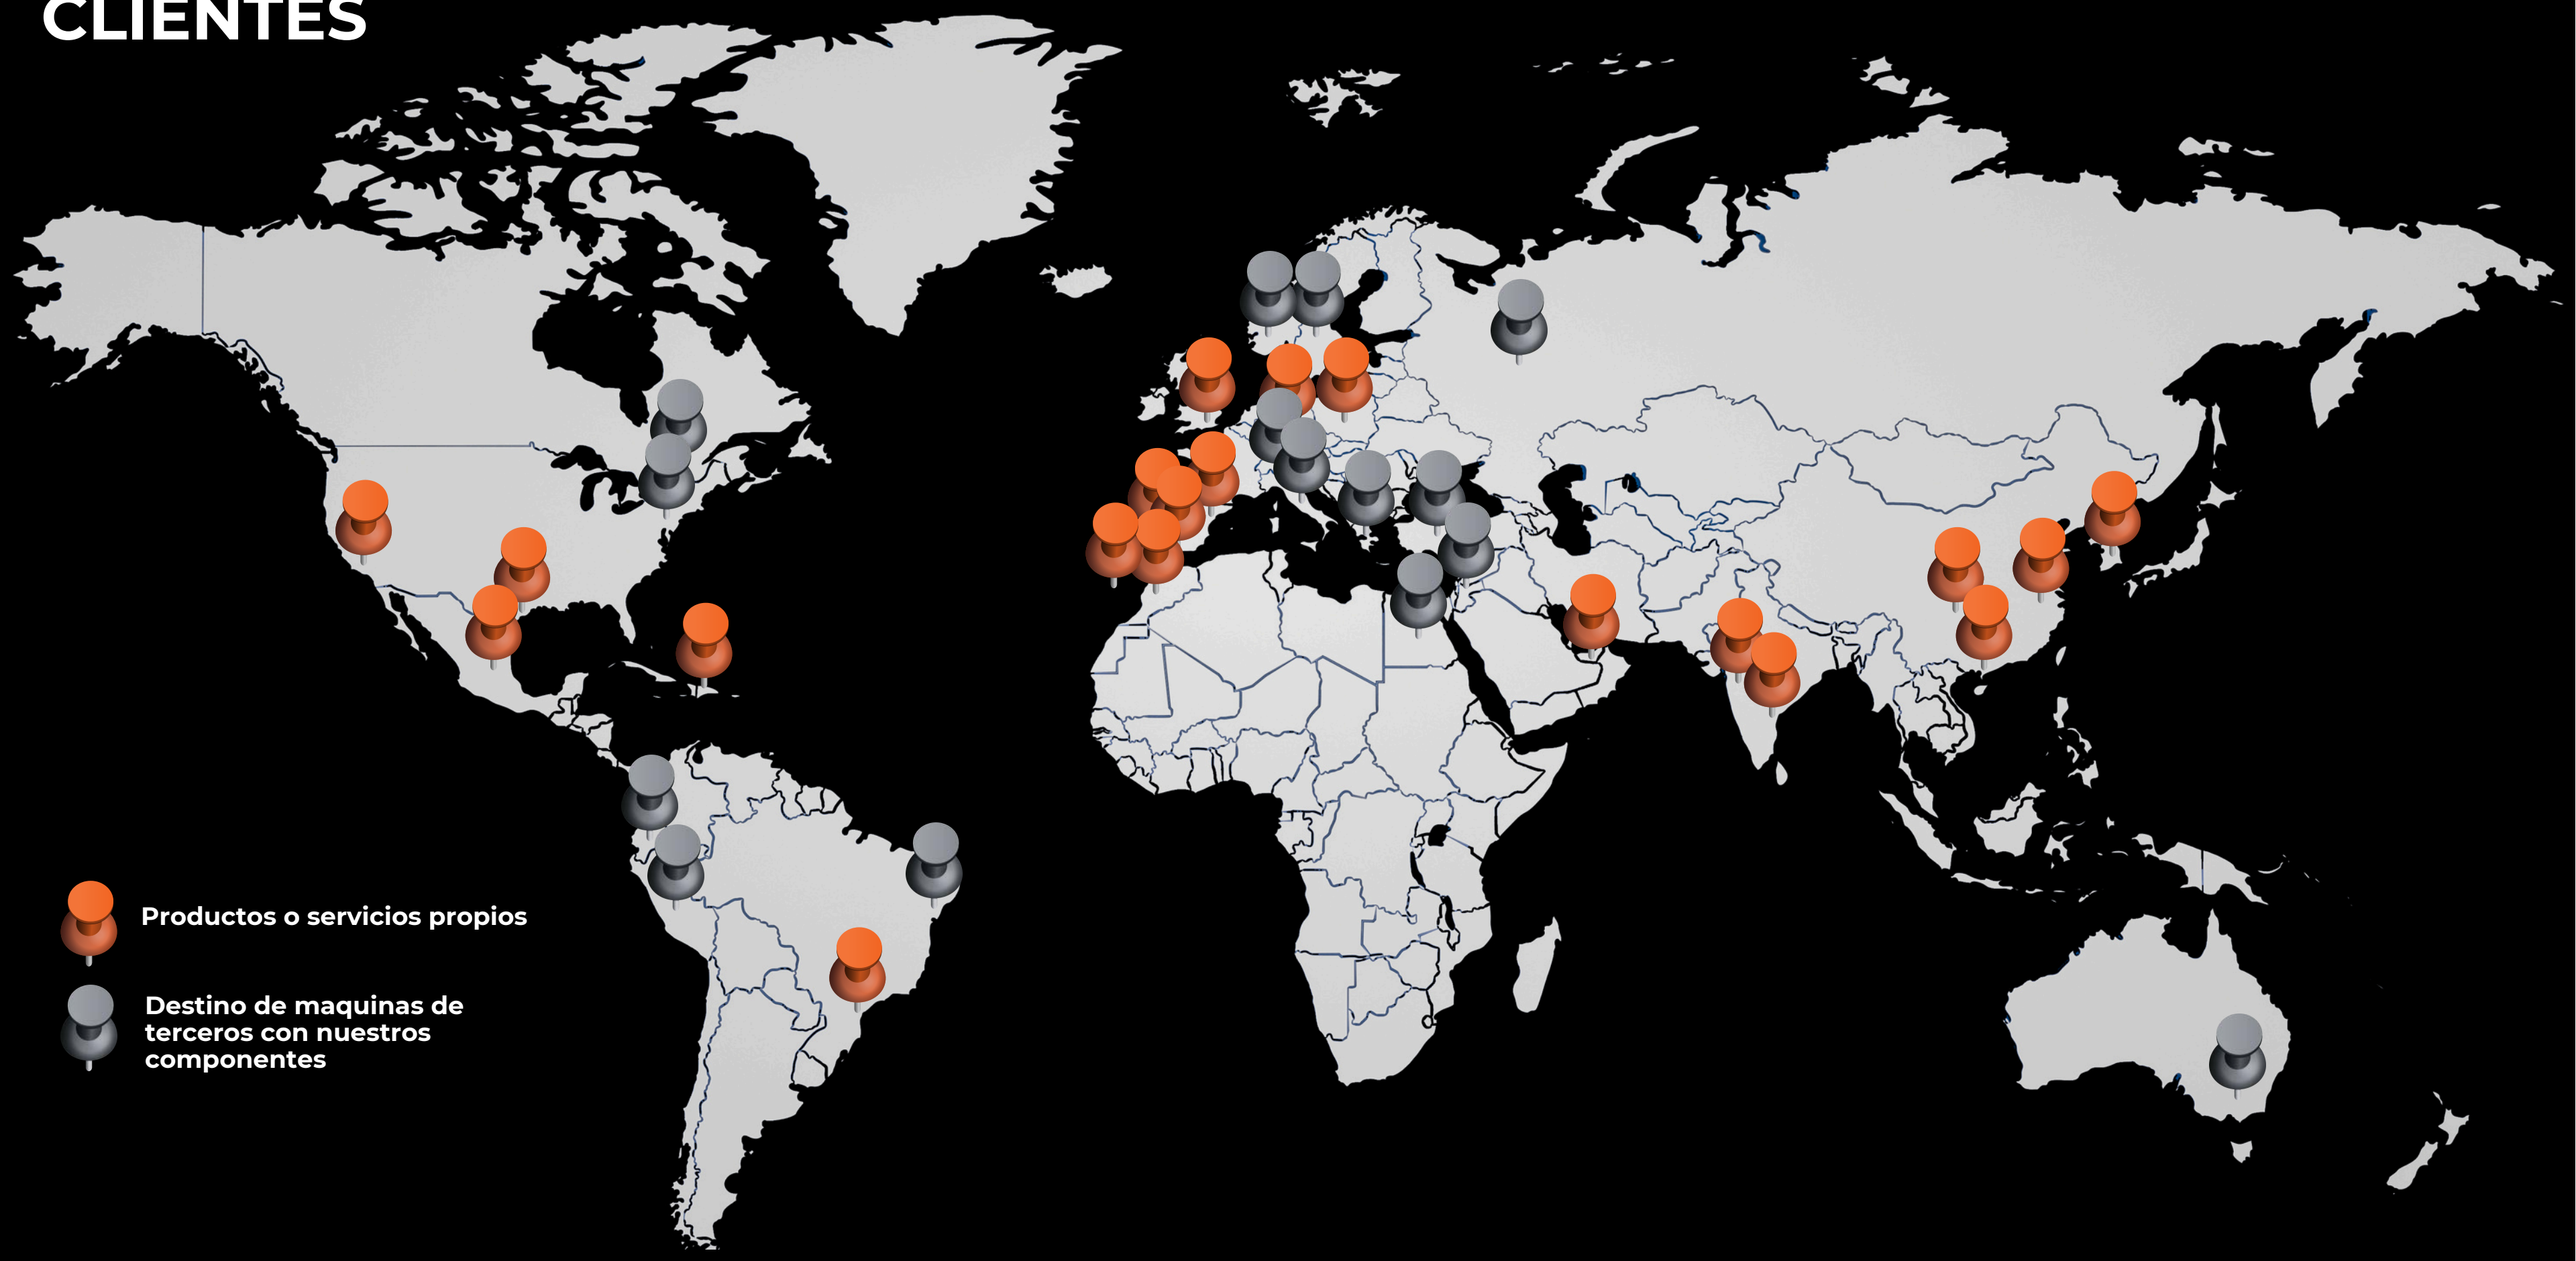 CLIENTES
Productos o servicios propios
Destino de maquinas de
terceros con nuestros
componentes